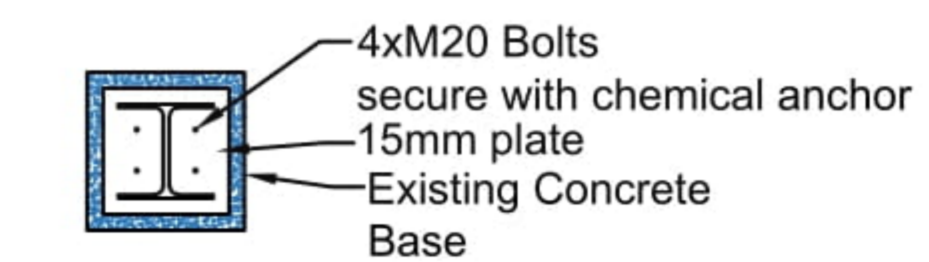 4xM20 Bolts
secure with chemical anchor
15mm plate
Existing Concrete
Base